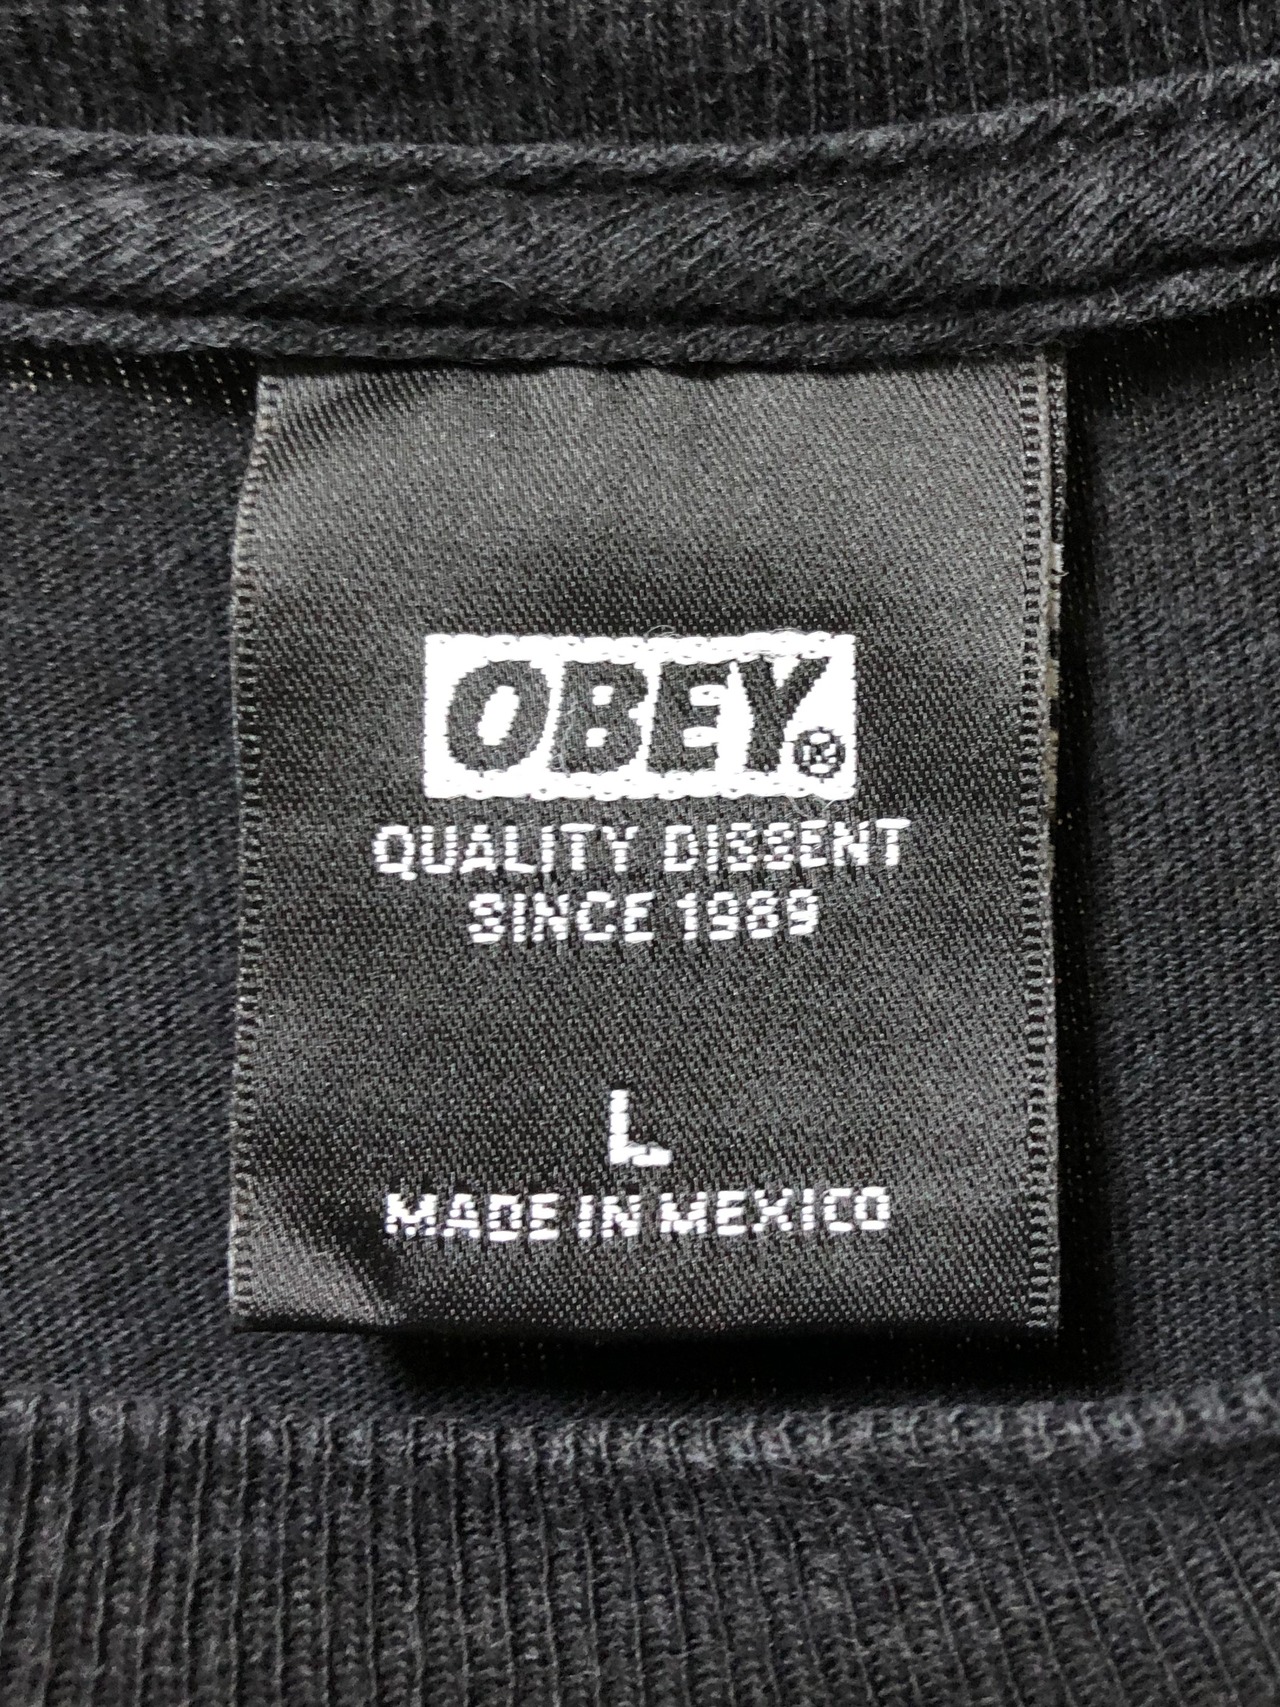 OBEY®
QUALITY DISSENT
SINCE 1989
L
MADE IN MEXICO